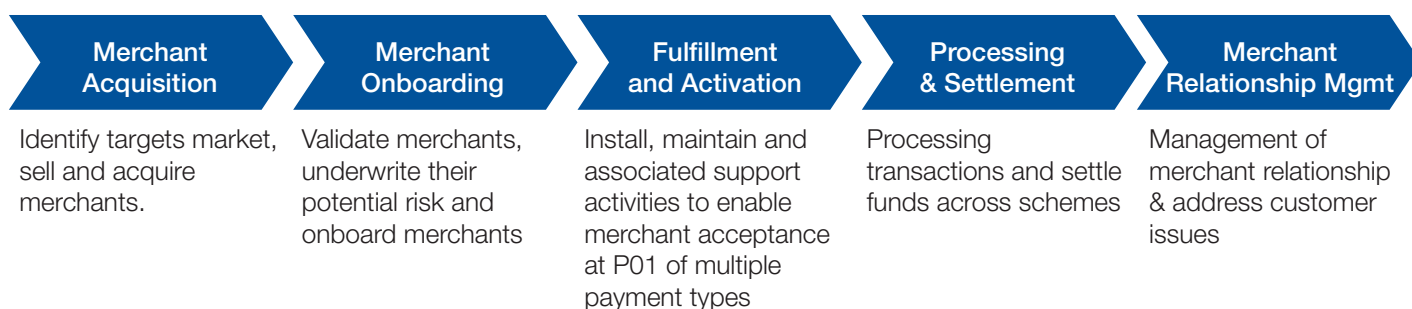 Merchant
Acquisition
Merchant
Onboarding
Fulfillment
and Activation
Processing
& Settlement
Merchant
Relationship Mgmt
Identify targets market,
sell and acquire
merchants.
Validate merchants,
underwrite their
potential risk and
onboard merchants
Install, maintain and
associated support
activities to enable
merchant acceptance
at P01 of multiple
payment types
Processing
transactions and settle
funds across schemes
Management of
merchant relationship
& address customer
issues